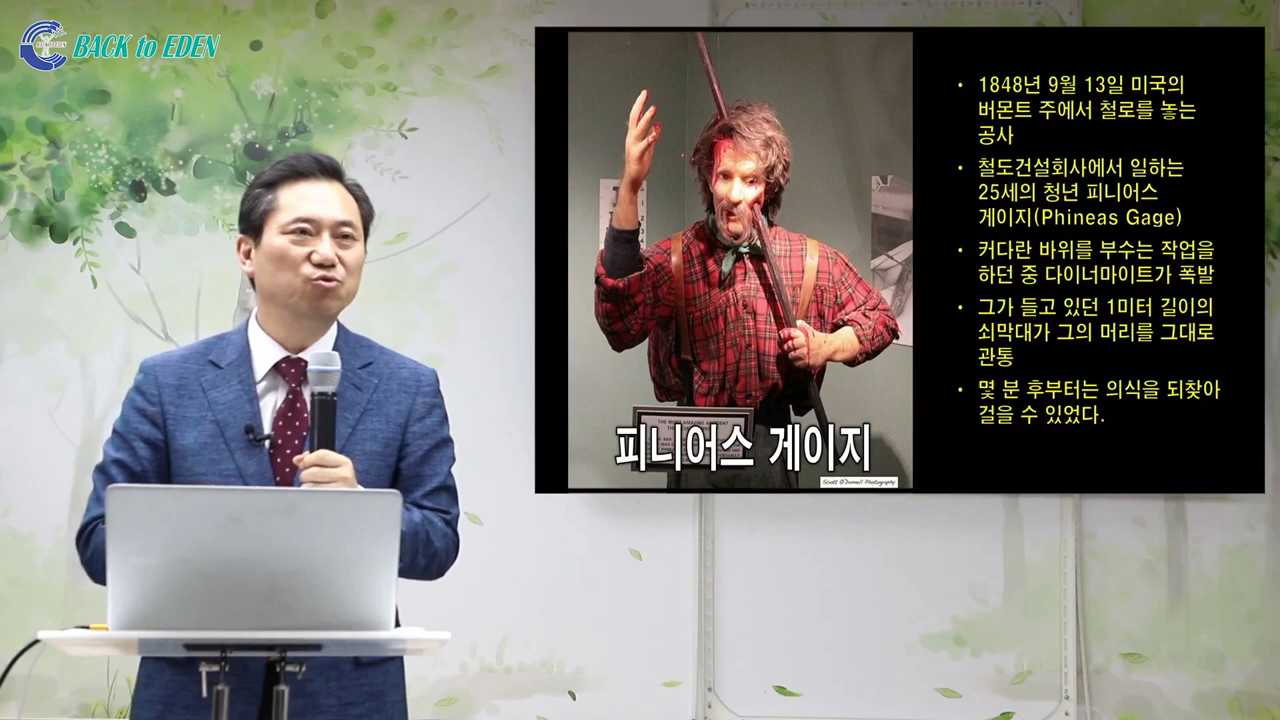 BACK to EDEN
1848년 9월 13일 미국의
버몬트 주에서 철로를 놓는
공사
철도건설회사에서 일하는
25세의 청년 피니어스
게이지(Phineas Gage)
커다란 바위를 부수는 작업을
하던 중 다이너마이트가 폭발
그가 들고 있던 1미터 길이의
쇠막대가 그의 머리를 그대로
관통
몇 분 후부터는 의식을 되찾아
걸을 수 있었다.
피니어스 게이지
Scott O'Donnell Photography